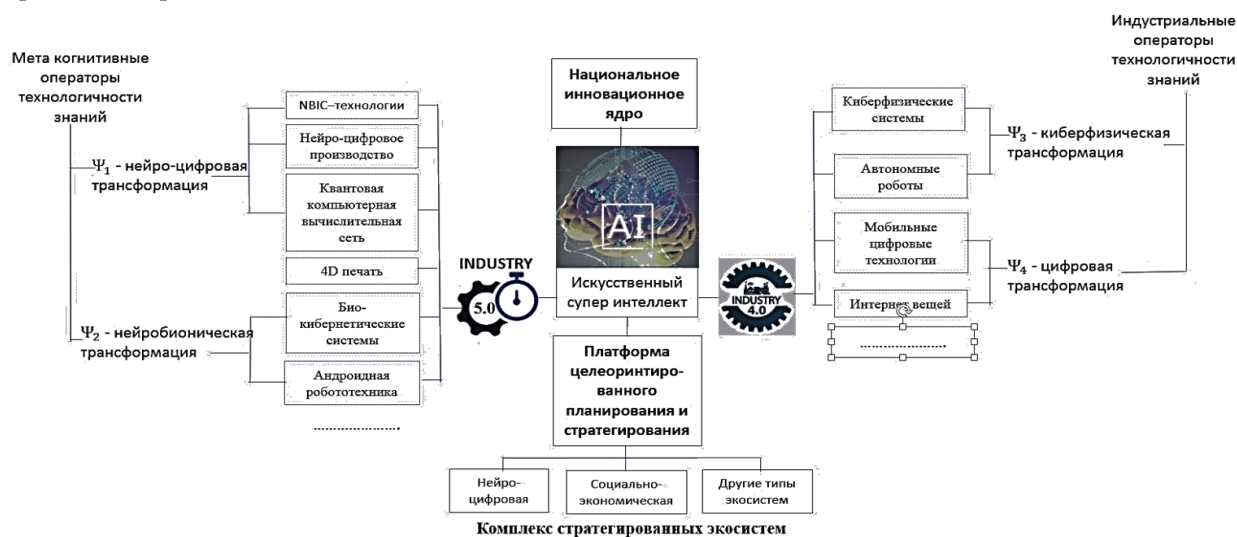 Мета когнитивные
операторы
технологичности
знаний
Ψ1 - нейро-цифровая
трансформация
Ψ2 - нейробионическая
трансформация
NBIC–технологии
Нейро-цифровое
производство
Квантовая
компьютерная
вычислительная
сеть
4D печать
Био-
кибернетические
системы
Андроидная
робототехника
………………….
INDUSTRY
5.0
Национальное
инновационное
ядро
AI
Искусственный
супер интеллект
Платформа
целеоринтиро-
ванного
планирования и
стратегирования
Нейро-
цифровая
Социально-
экономическая
Другие типы
экосистем
Комплекс стратегированных экосистем
INDUSTRY
4.0
Киберфизические
системы
Автономные
роботы
Мобильные
цифровые
технологии
Интернет вещей
………………….
Ψ3 – киберфизическая
трансформация
Ψ4 – цифровая
трансформация
Индустриальные
операторы
технологичности
знаний